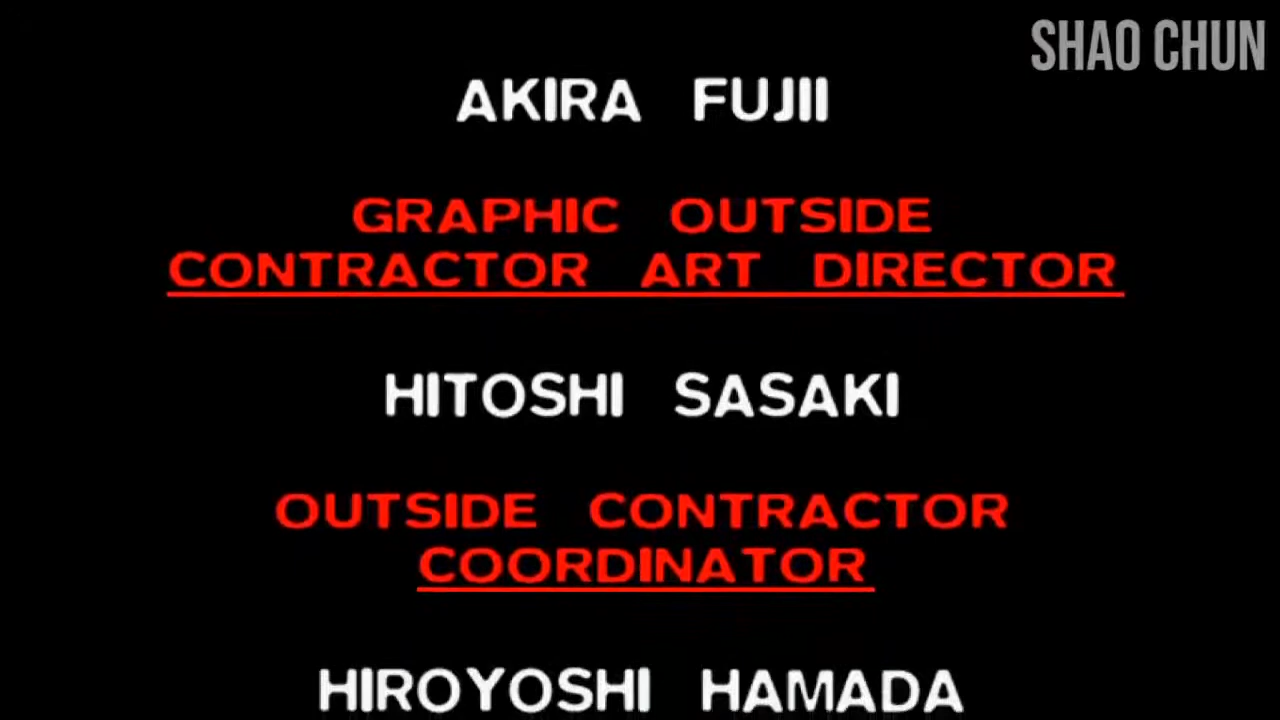 SHAO CHUN
AKIRA FUJII
GRAPHIC OUTSIDE
CONTRACTOR ART DIRECTOR
HITOSHI SASAKI
OUTSIDE CONTRACTOR
COORDINATOR
HIROYOSHI HAMADA